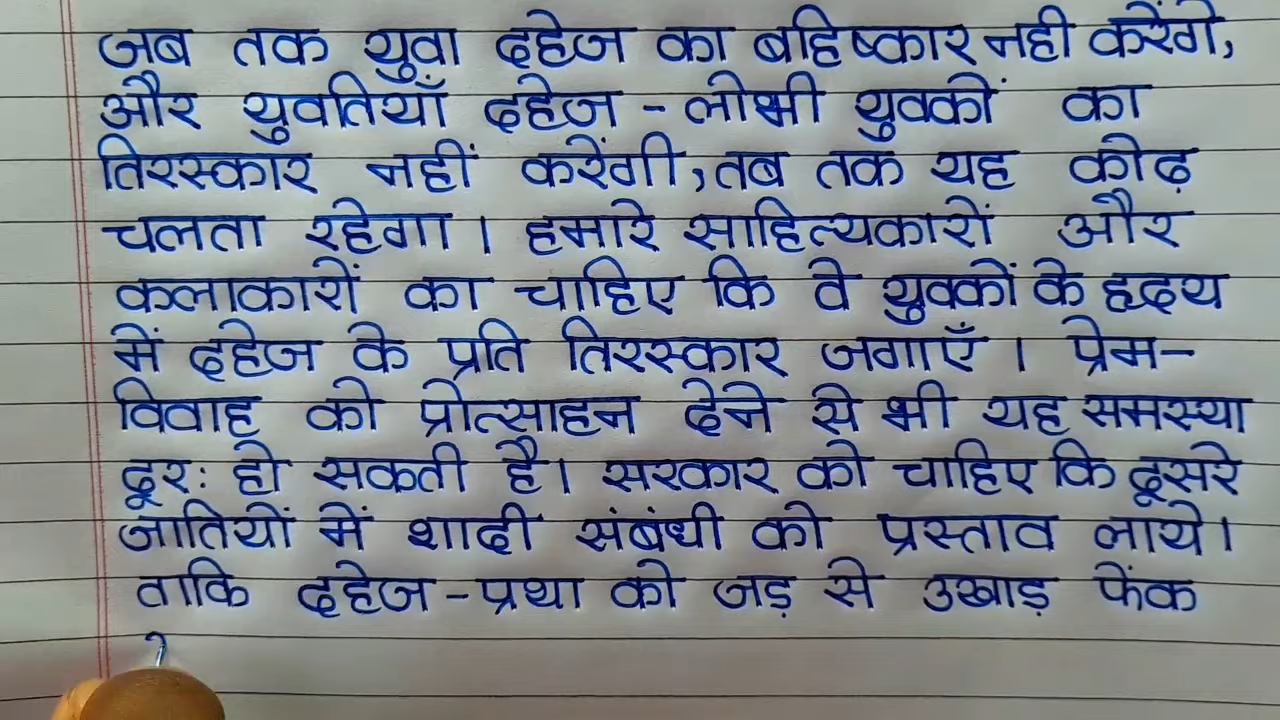 जब तक युवा दहेज का बहिष्कार नही करेंगे,
और युवतियाँ दहेज - लोभी युवकों का
तिरस्कार नहीं करेंगी, तब तक यह कोढ़
चलता रहेगा । हमारे साहित्यकारों और
कलाकारों का चाहिए कि वे युवकों के हृदय
में दहेज के प्रति तिरस्कार जगाएँ । प्रेम-
विवाह को प्रोत्साहन देने से भी यह समस्या
दूर: हो सकती है। सरकार को चाहिए कि दूसरे
जातियों में शादी संबंधी को प्रस्ताव लाये।
ताकि दहेज - प्रथा को जड़ से उखाड़ फेंक